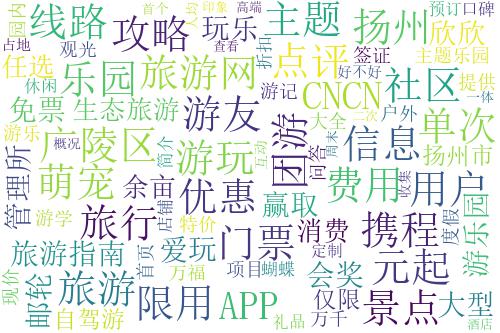 园网
线路
攻略
首个
人均
印象
高端
查看
主题
扬州
预订
口碑
欣欣
占地
观光
玩乐
折扣
点评
签证
主题乐园
任选
休闲
乐园
旅游网
游记
好不好
社区
提供
一体
CNCN
免票
生态旅游
游友
大全
二次
户外
单次
游乐
广陵区
概况
简介
游玩
互动
团游
问答
周末
信息
收集
扬州市
管理所
萌宠
余亩
优惠
费用
用户
游学
店铺
旅行
特价
赢取
门票
消费
定制
携程
度假
游乐园
旅游指南
首页
爱玩
万福
项目
蝴蝶
会奖
元起
现价
邮轮
旅游
限用
APP
仅限
景点
大型
自驾游
礼品
万千
酒店